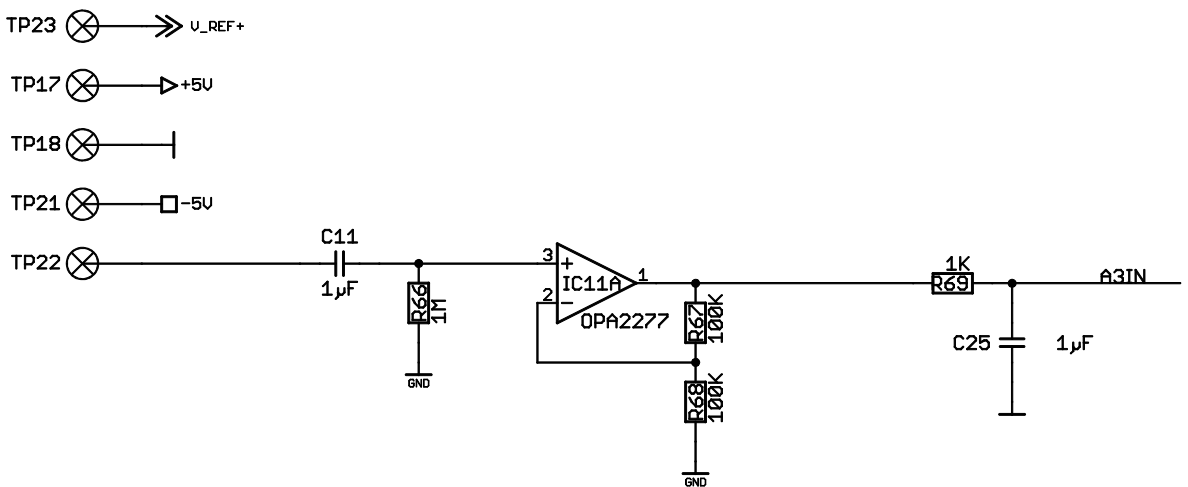 TP23 V_REF+
TP17 +5V
TP18
TP21 -5V
TP22
C11
1µF
R66
1M
GND
3
2
1
+
-
IC11A
OPA2277
R67
100K
R68
100K
GND
1K
R69
A3IN
C25 1µF